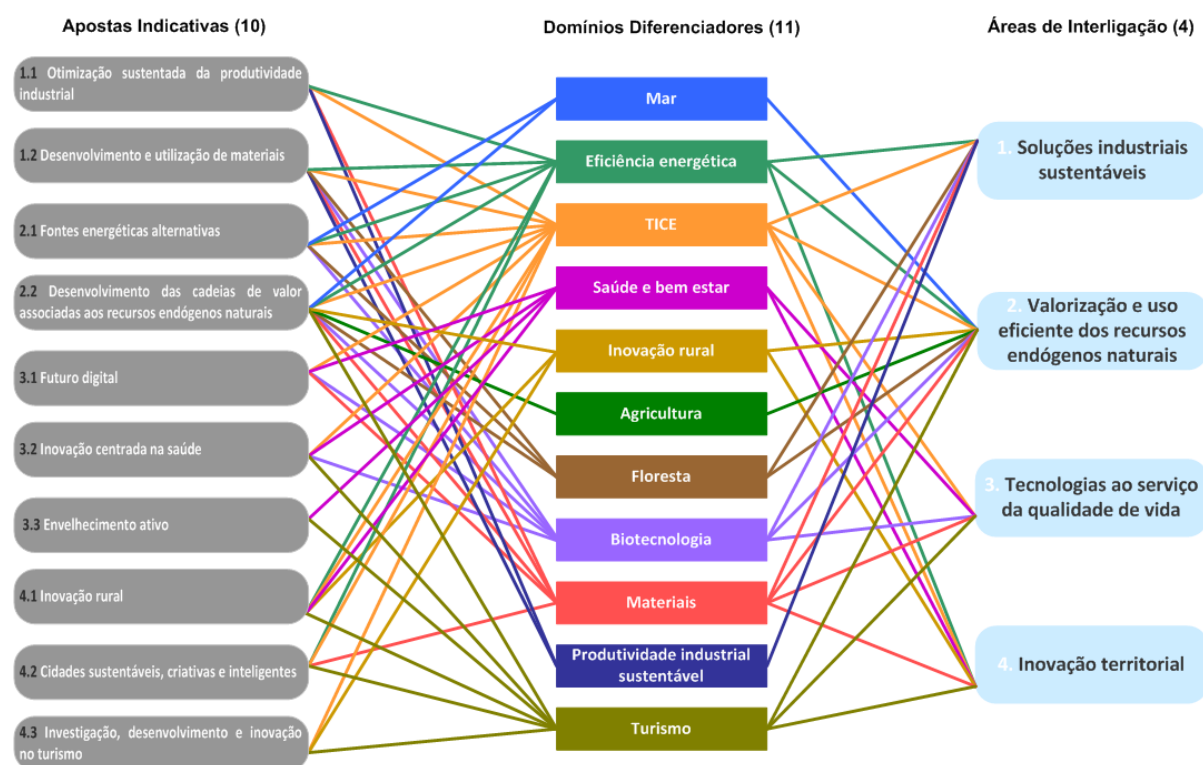 Apostas Indicativas (10)
1.1 Otimização sustentada da produtividade
industrial
1.2 Desenvolvimento e utilização de materiais
2.1 Fontes energéticas alternativas
2.2 Desenvolvimento das cadeias de valor
associadas aos recursos endógenos naturais
3.1 Futuro digital
3.2 Inovação centrada na saúde
3.3 Envelhecimento ativo
4.1 Inovação rural
4.2 Cidades sustentáveis, criativas e inteligentes
4.3 Investigação, desenvolvimento e inovação
no turismo
Domínios Diferenciadores (11)
Mar
Eficiência energética
TICE
Saúde e bem estar
Inovação rural
Agricultura
Floresta
Biotecnologia
Materiais
Produtividade industrial
sustentável
Turismo
Áreas de Interligação (4)
1. Soluções industriais
sustentáveis
2. Valorização e uso
eficiente dos recursos
endógenos naturais
3. Tecnologias ao serviço
da qualidade de vida
4. Inovação territorial